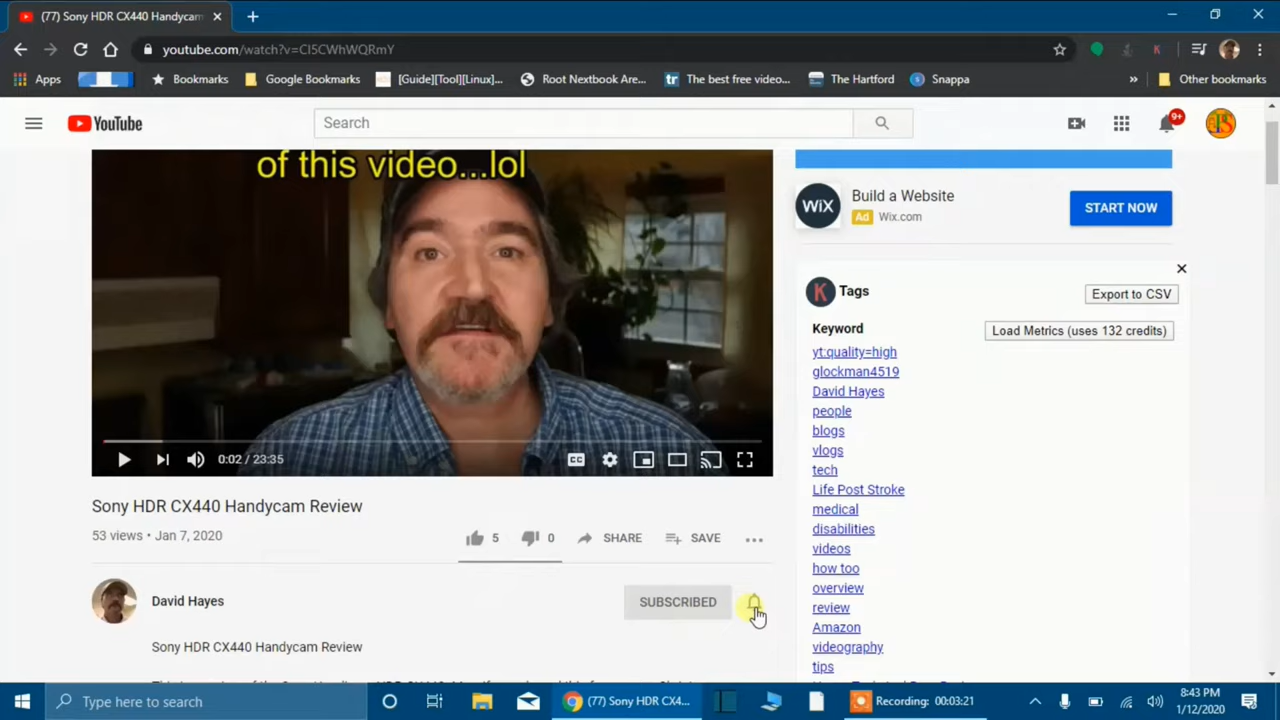 (77) Sony HDR CX440 Handycam
youtube.com/watch?v=CI5CWhWQRmY
Apps
Bookmarks
Google Bookmarks
[Guide][Tool][Linux]...
Root Nextbook Are...
The best free video...
The Hartford
Snappa
»
Other bookmarks
YouTube
Search
9+
of this video...lol
WiX
Build a Website
Ad Wix.com
START NOW
K Tags
Export to CSV
Keyword
Load Metrics (uses 132 credits)
yt:quality=high
glockman4519
David Hayes
people
blogs
vlogs
tech
Life Post Stroke
medical
disabilities
videos
how too
overview
review
Amazon
videography
tips
0:02 / 23:35
CC
Sony HDR CX440 Handycam Review
53 views • Jan 7, 2020
5
0
SHARE
SAVE
David Hayes
SUBSCRIBED
Sony HDR CX440 Handycam Review
Type here to search
(77) Sony HDR CX4...
Recording: 00:03:21
8:43 PM
1/12/2020